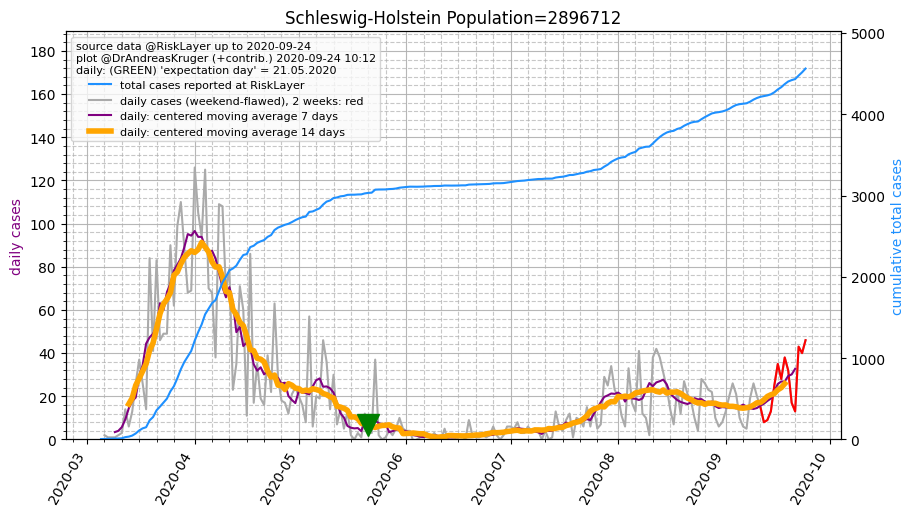 Schleswig-Holstein Population=2896712
source data @RiskLayer up to 2020-09-24
plot @DrAndreasKruger (+contrib.) 2020-09-24 10:12
daily: (GREEN) 'expectation day' = 21.05.2020
total cases reported at RiskLayer
daily cases (weekend-flawed), 2 weeks: red
daily: centered moving average 7 days
daily: centered moving average 14 days
daily cases
180
160
140
120
100
80
60
40
20
0
cumulative total cases
5000
4000
3000
2000
1000
0
2020-03
2020-04
2020-05
2020-06
2020-07
2020-08
2020-09
2020-10